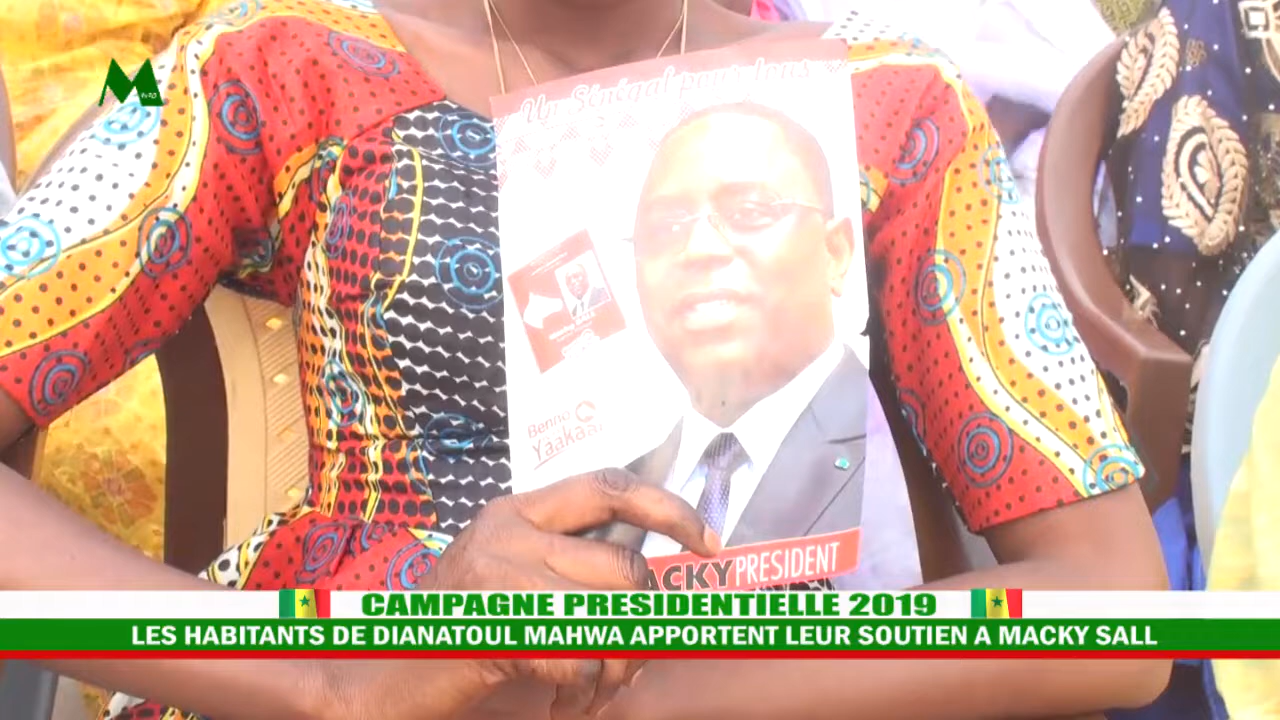 M
Un Sénégal pour tous
Benno
Yaakaar
ACKY PRESIDENT
CAMPAGNE PRESIDENTIELLE 2019
LES HABITANTS DE DIANATOUL MAHWA APPORTENT LEUR SOUTIEN A MACKY SALL